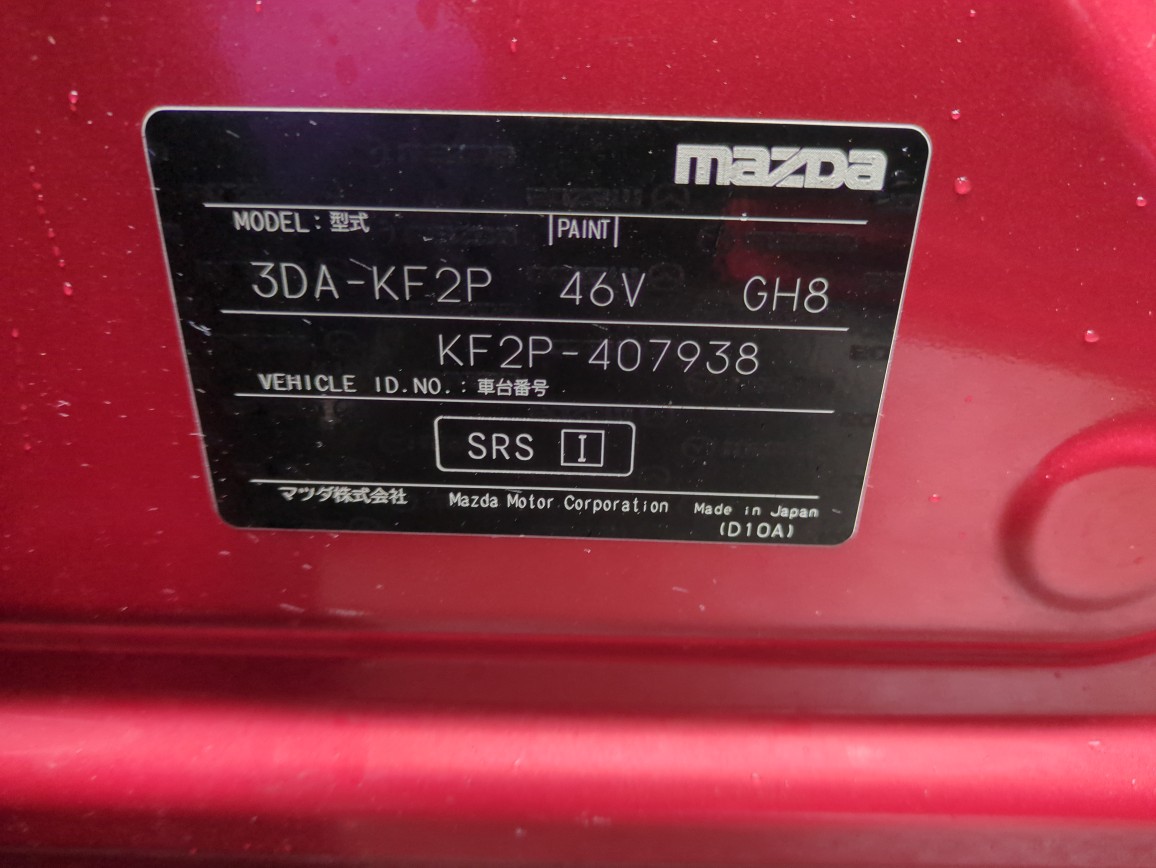 mazda
MODEL : 型式 |PAINT|
3DA-KF2P 46V GH8
KF2P-407938
VEHICLE ID.NO. : 車台番号
SRS I
マツダ株式会社 Mazda Motor Corporation Made in Japan
(D10A)